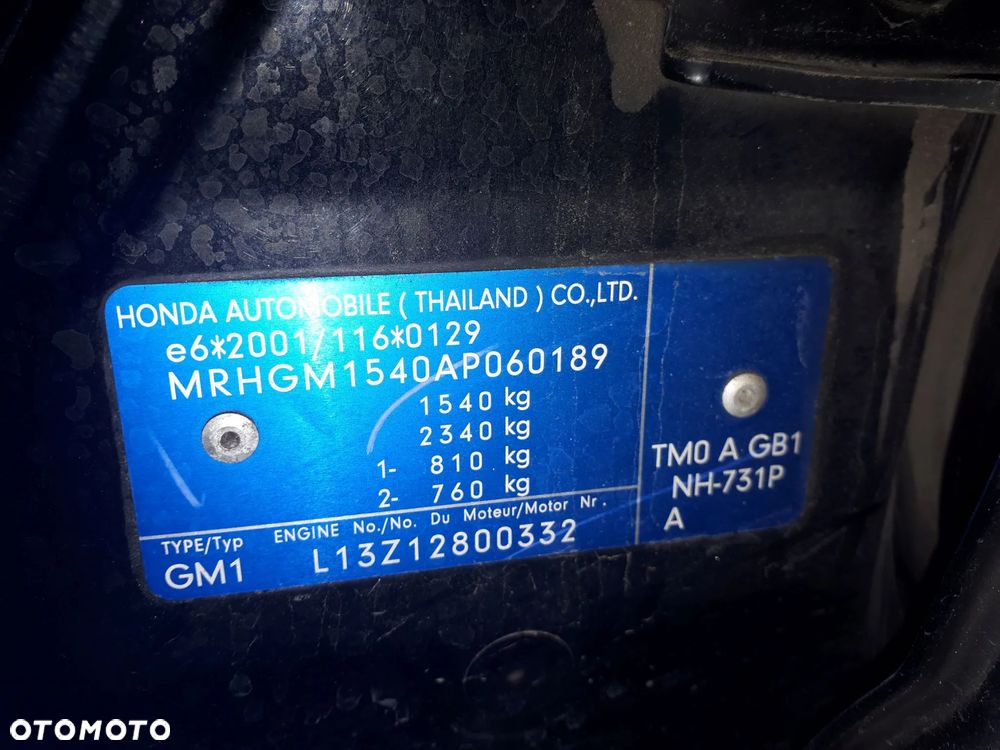 HONDA AUTOMOBILE ( THAILAND ) CO.,LTD.
e6*2001/116*0129
MRHGM1540AP060189
1540 kg
2340 kg
1- 810 kg
2- 760 kg
TYPE/Typ
GM1
ENGINE No./No. Du Moteur/Motor Nr.
L13Z12800332
TM0 A GB1
NH-731P
A
OTOMOTO